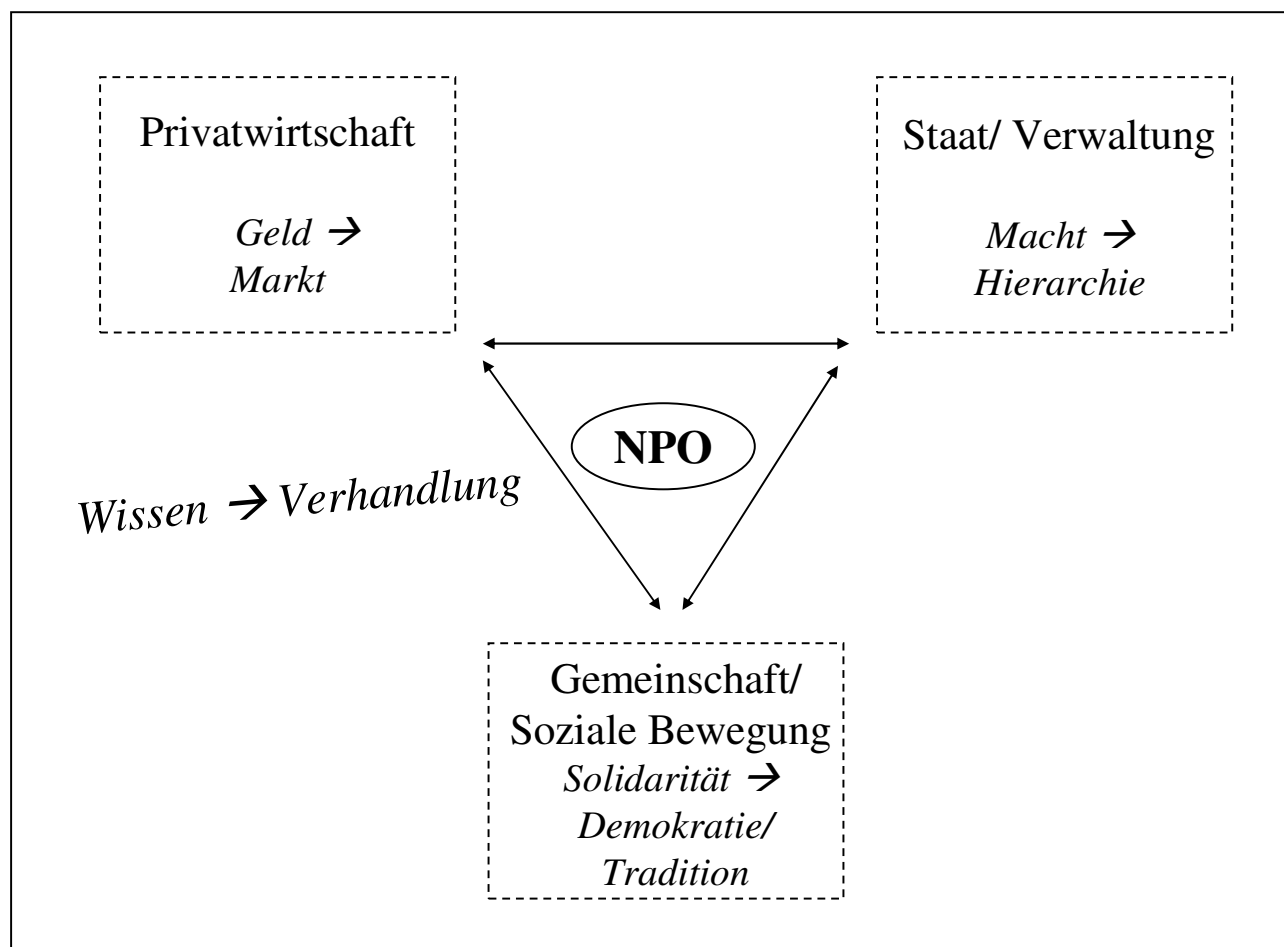 Privatwirtschaft
Geld →
Markt
Staat/ Verwaltung
Macht →
Hierarchie
NPO
Wissen → Verhandlung
Gemeinschaft/
Soziale Bewegung
Solidarität →
Demokratie/
Tradition